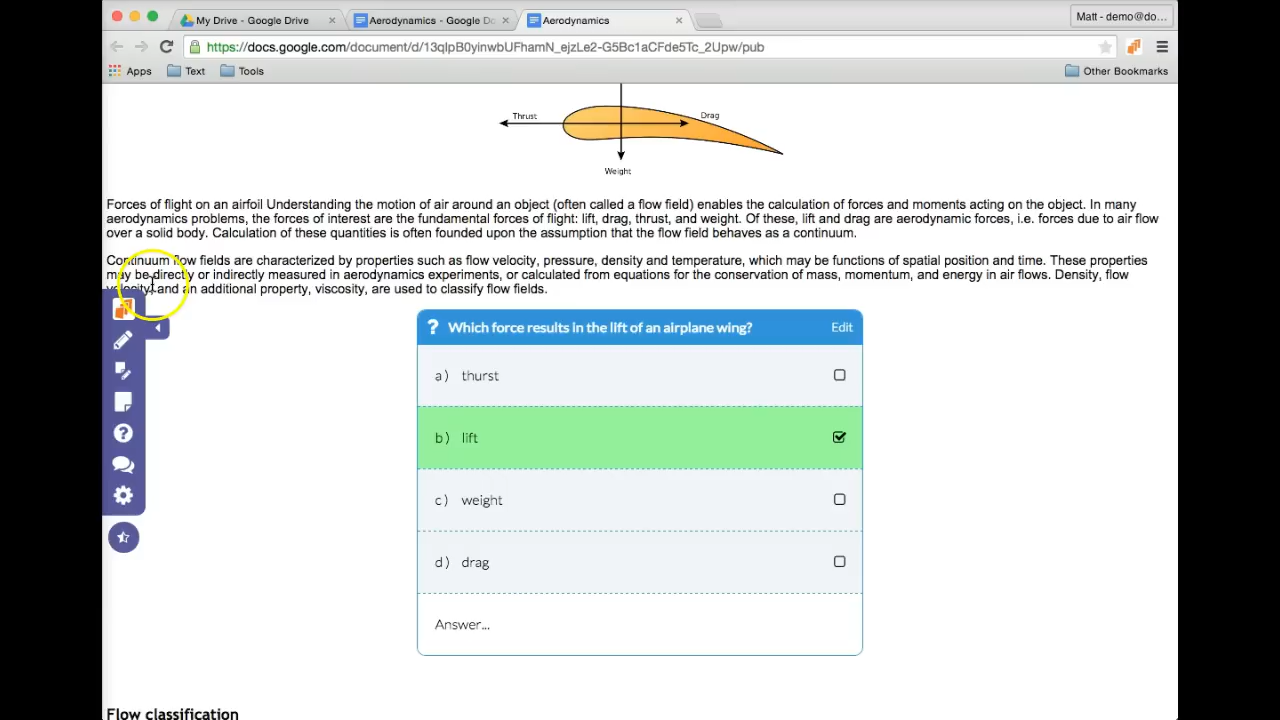 My Drive - Google Drive
Aerodynamics - Google Do
Aerodynamics
Matt - demo@do...
https://docs.google.com/document/d/13qlpB0yinwbUFhamN_ejzLe2-G5Bc1aCFde5Tc_2Upw/pub
Apps
Text
Tools
Other Bookmarks
Thrust
Drag
Weight
Forces of flight on an airfoil Understanding the motion of air around an object (often called a flow field) enables the calculation of forces and moments acting on the object. In many
aerodynamics problems, the forces of interest are the fundamental forces of flight: lift, drag, thrust, and weight. Of these, lift and drag are aerodynamic forces, i.e. forces due to air flow
over a solid body. Calculation of these quantities is often founded upon the assumption that the flow field behaves as a continuum.
Continuum flow fields are characterized by properties such as flow velocity, pressure, density and temperature, which may be functions of spatial position and time. These properties
may be directly or indirectly measured in aerodynamics experiments, or calculated from equations for the conservation of mass, momentum, and energy in air flows. Density, flow
velocity, and an additional property, viscosity, are used to classify flow fields.
? Which force results in the lift of an airplane wing?
Edit
a) thurst
b) lift
c) weight
d) drag
Answer...
Flow classification